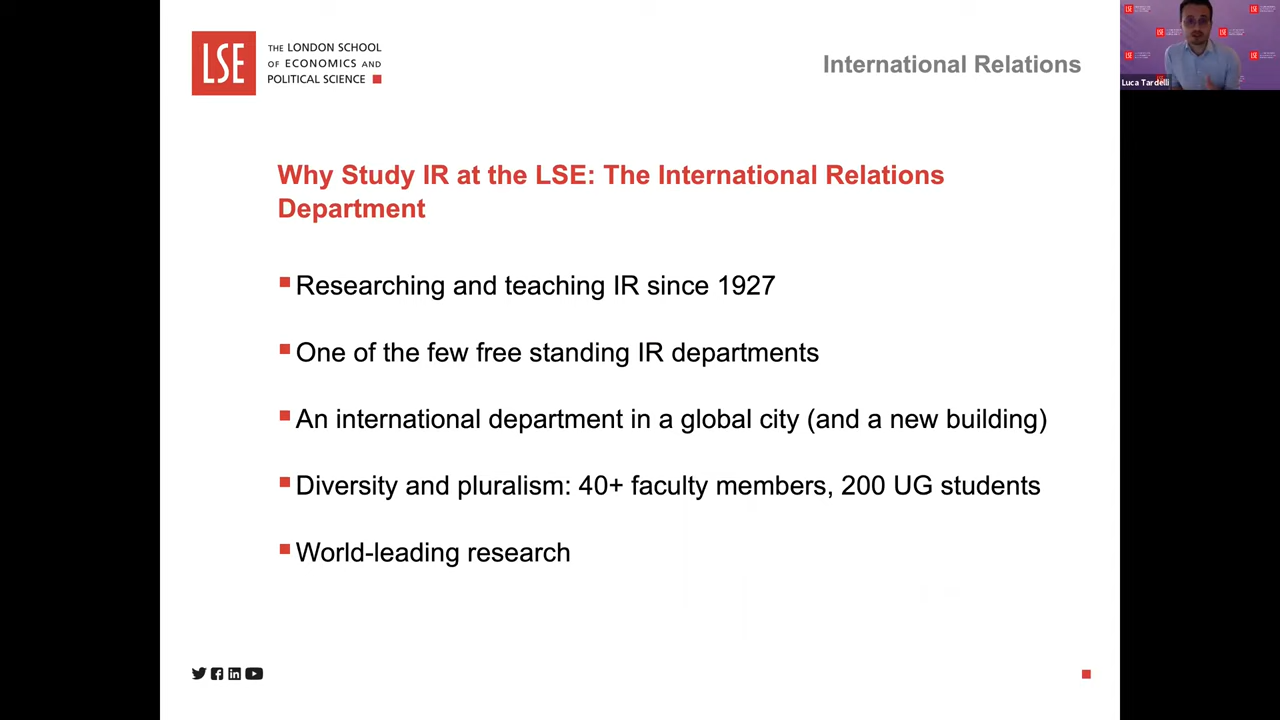 LSE
THE LONDON SCHOOL
OF ECONOMICS AND
POLITICAL SCIENCE
International Relations
Luca Tardelli
Why Study IR at the LSE: The International Relations
Department
Researching and teaching IR since 1927
One of the few free standing IR departments
An international department in a global city (and a new building)
Diversity and pluralism: 40+ faculty members, 200 UG students
World-leading research